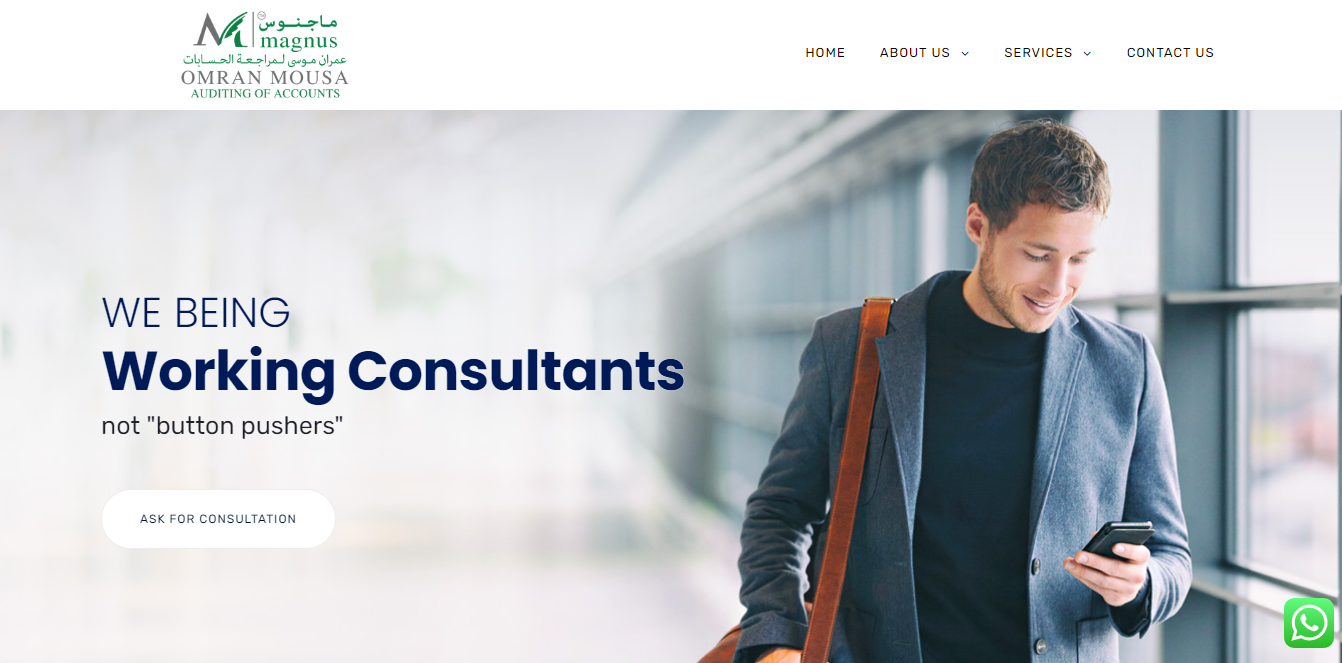 ماجنوس
magnus
عمران موسى لمراجعة الحسابات
OMRAN MOUSA
AUDITING OF ACCOUNTS
HOME
ABOUT US
SERVICES
CONTACT US
WE BEING
Working Consultants
not "button pushers"
ASK FOR CONSULTATION